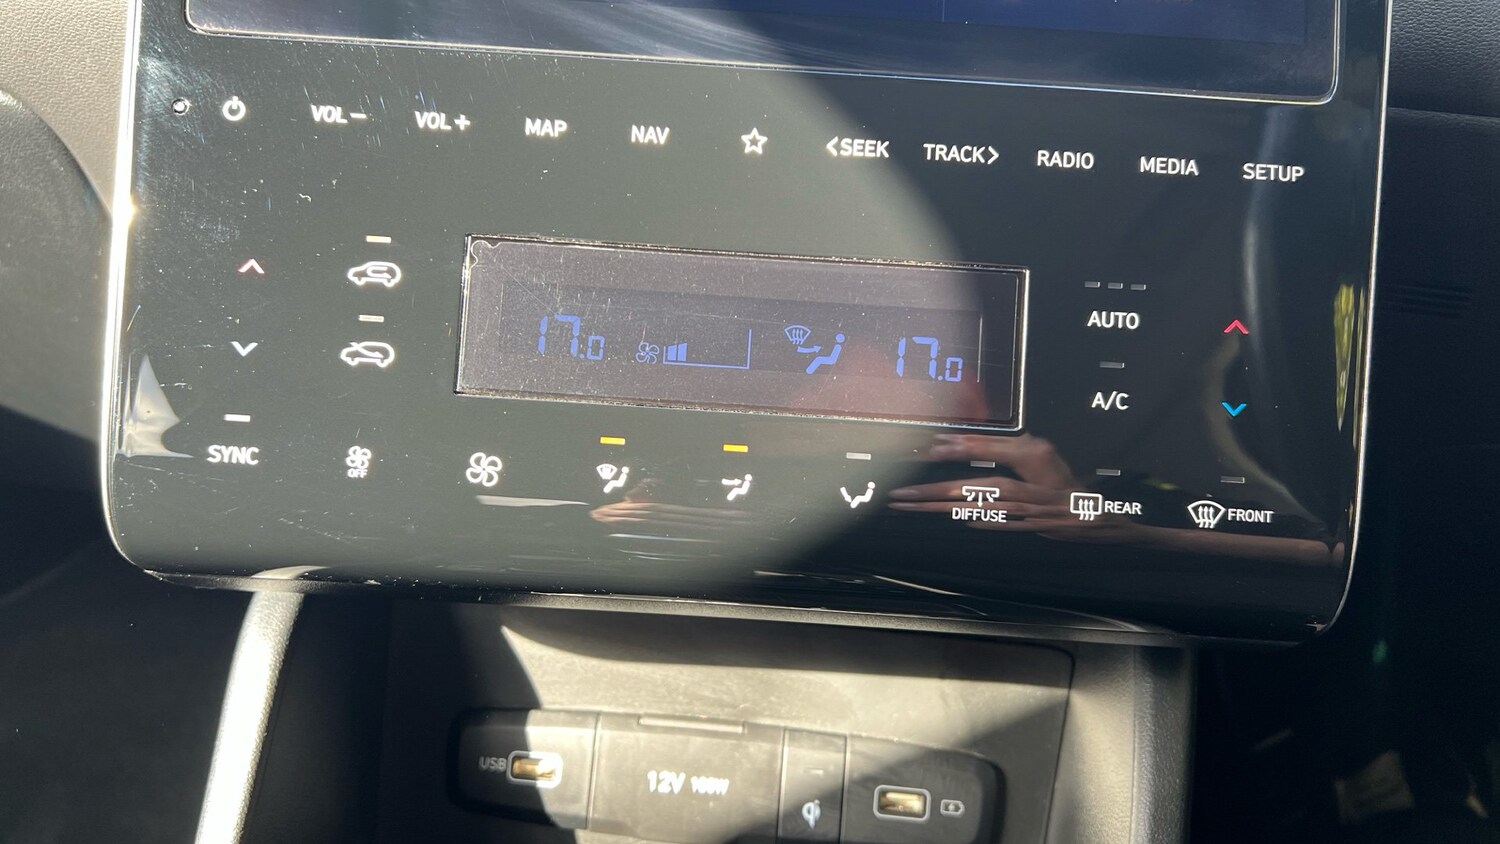 VOL− VOL+ MAP NAV <SEEK TRACK> RADIO MEDIA SETUP
AUTO
17.0 17.0
A/C
SYNC OFF
DIFFUSE REAR FRONT
USB 12V 180W